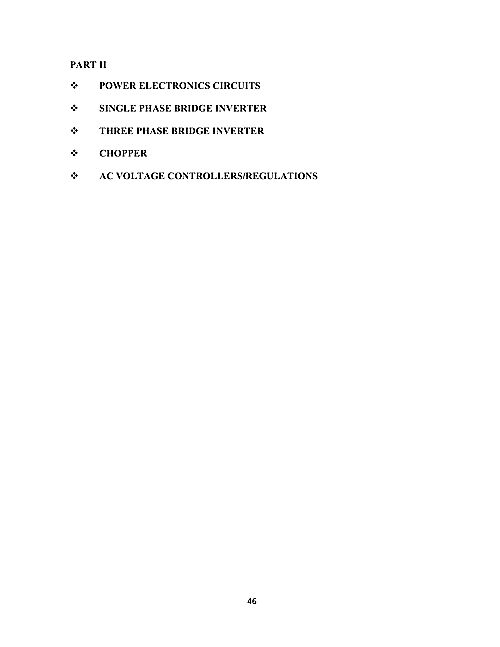 PART II
❖ POWER ELECTRONICS CIRCUITS
❖ SINGLE PHASE BRIDGE INVERTER
❖ THREE PHASE BRIDGE INVERTER
❖ CHOPPER
❖ AC VOLTAGE CONTROLLERS/REGULATIONS
46